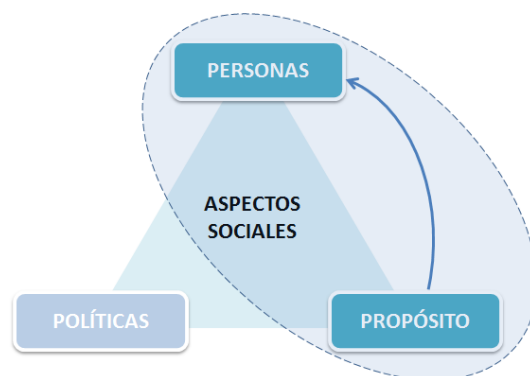 PERSONAS
ASPECTOS
SOCIALES
POLÍTICAS
PROPÓSITO